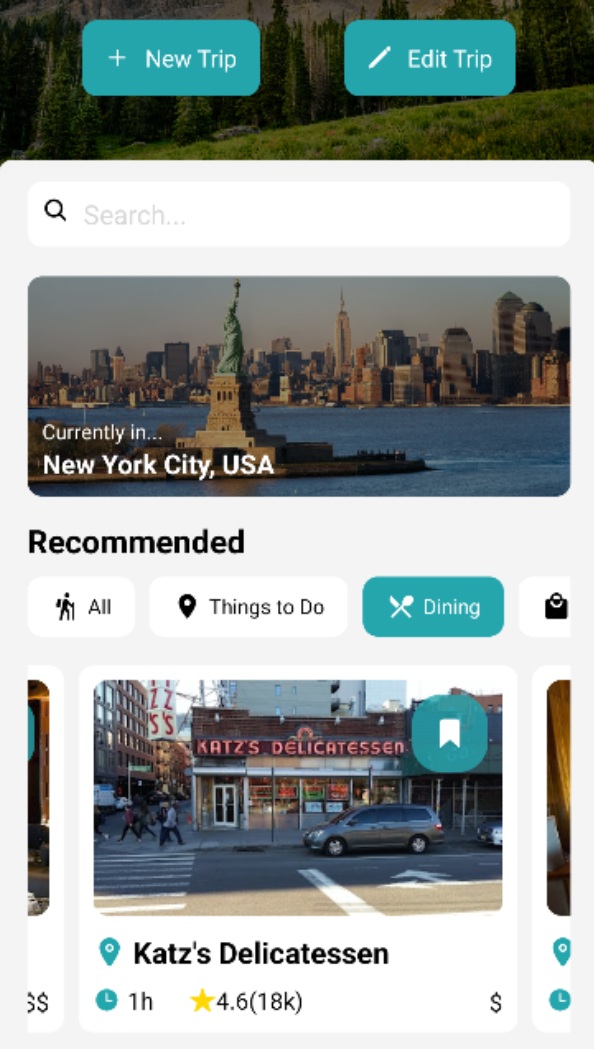 New Trip
Edit Trip
Search...
Currently in...
New York City, USA
Recommended
All
Things to Do
Dining
KATZ'S DELICATESSEN
Katz's Delicatessen
$$
1h
4.6(18k)
$